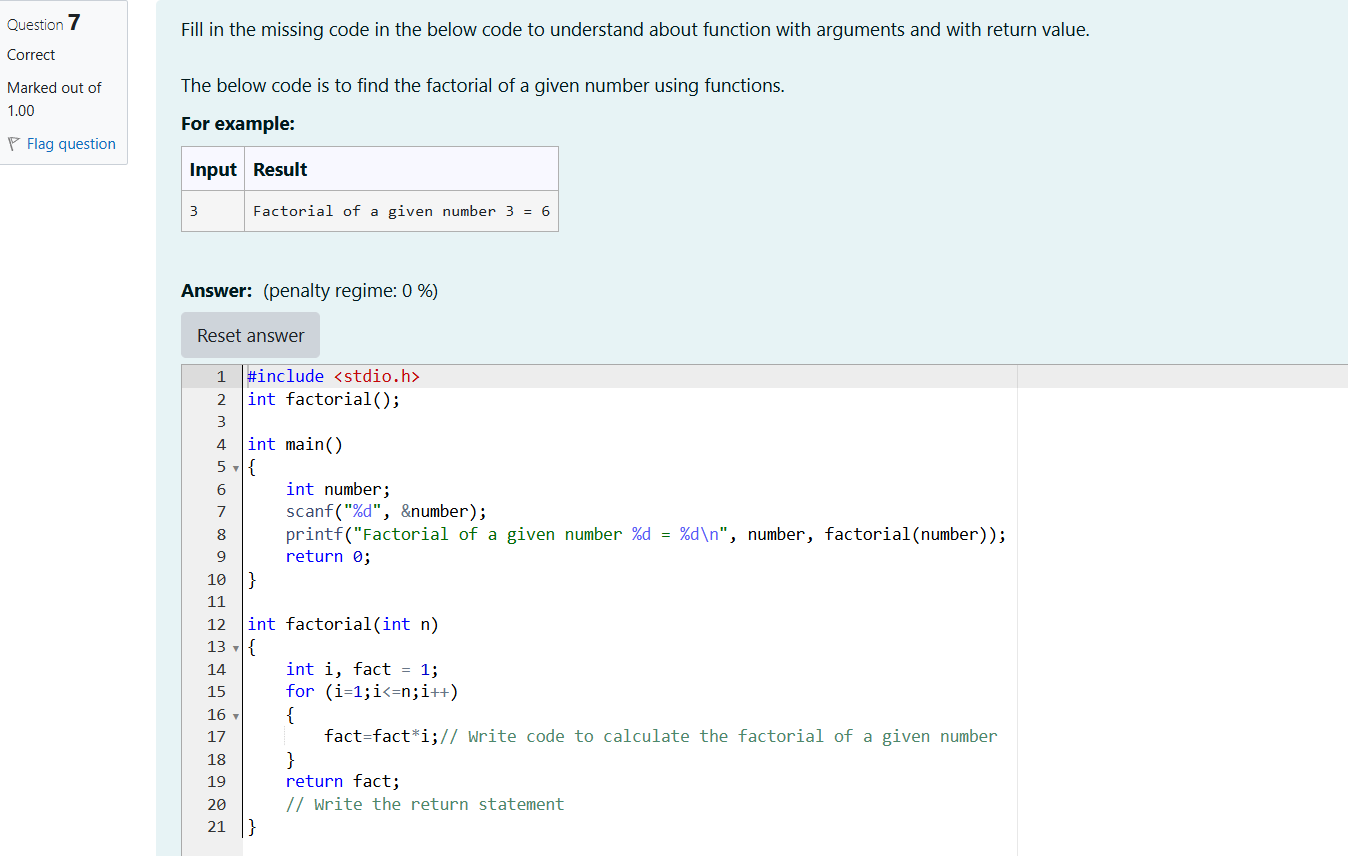 Question 7
Correct
Marked out of
1.00
Flag question
Fill in the missing code in the below code to understand about function with arguments and with return value.
The below code is to find the factorial of a given number using functions.
For example:
Input Result
3 Factorial of a given number 3 = 6
Answer: (penalty regime: 0 %)
Reset answer
1 #include <stdio.h>
2 int factorial();
3
4 int main()
5 {
6     int number;
7     scanf("%d", &number);
8     printf("Factorial of a given number %d = %d\n", number, factorial(number));
9     return 0;
10 }
11
12 int factorial(int n)
13 {
14     int i, fact = 1;
15     for (i=1;i<=n;i++)
16     {
17         fact=fact*i;// Write code to calculate the factorial of a given number
18     }
19     return fact;
20     // Write the return statement
21 }